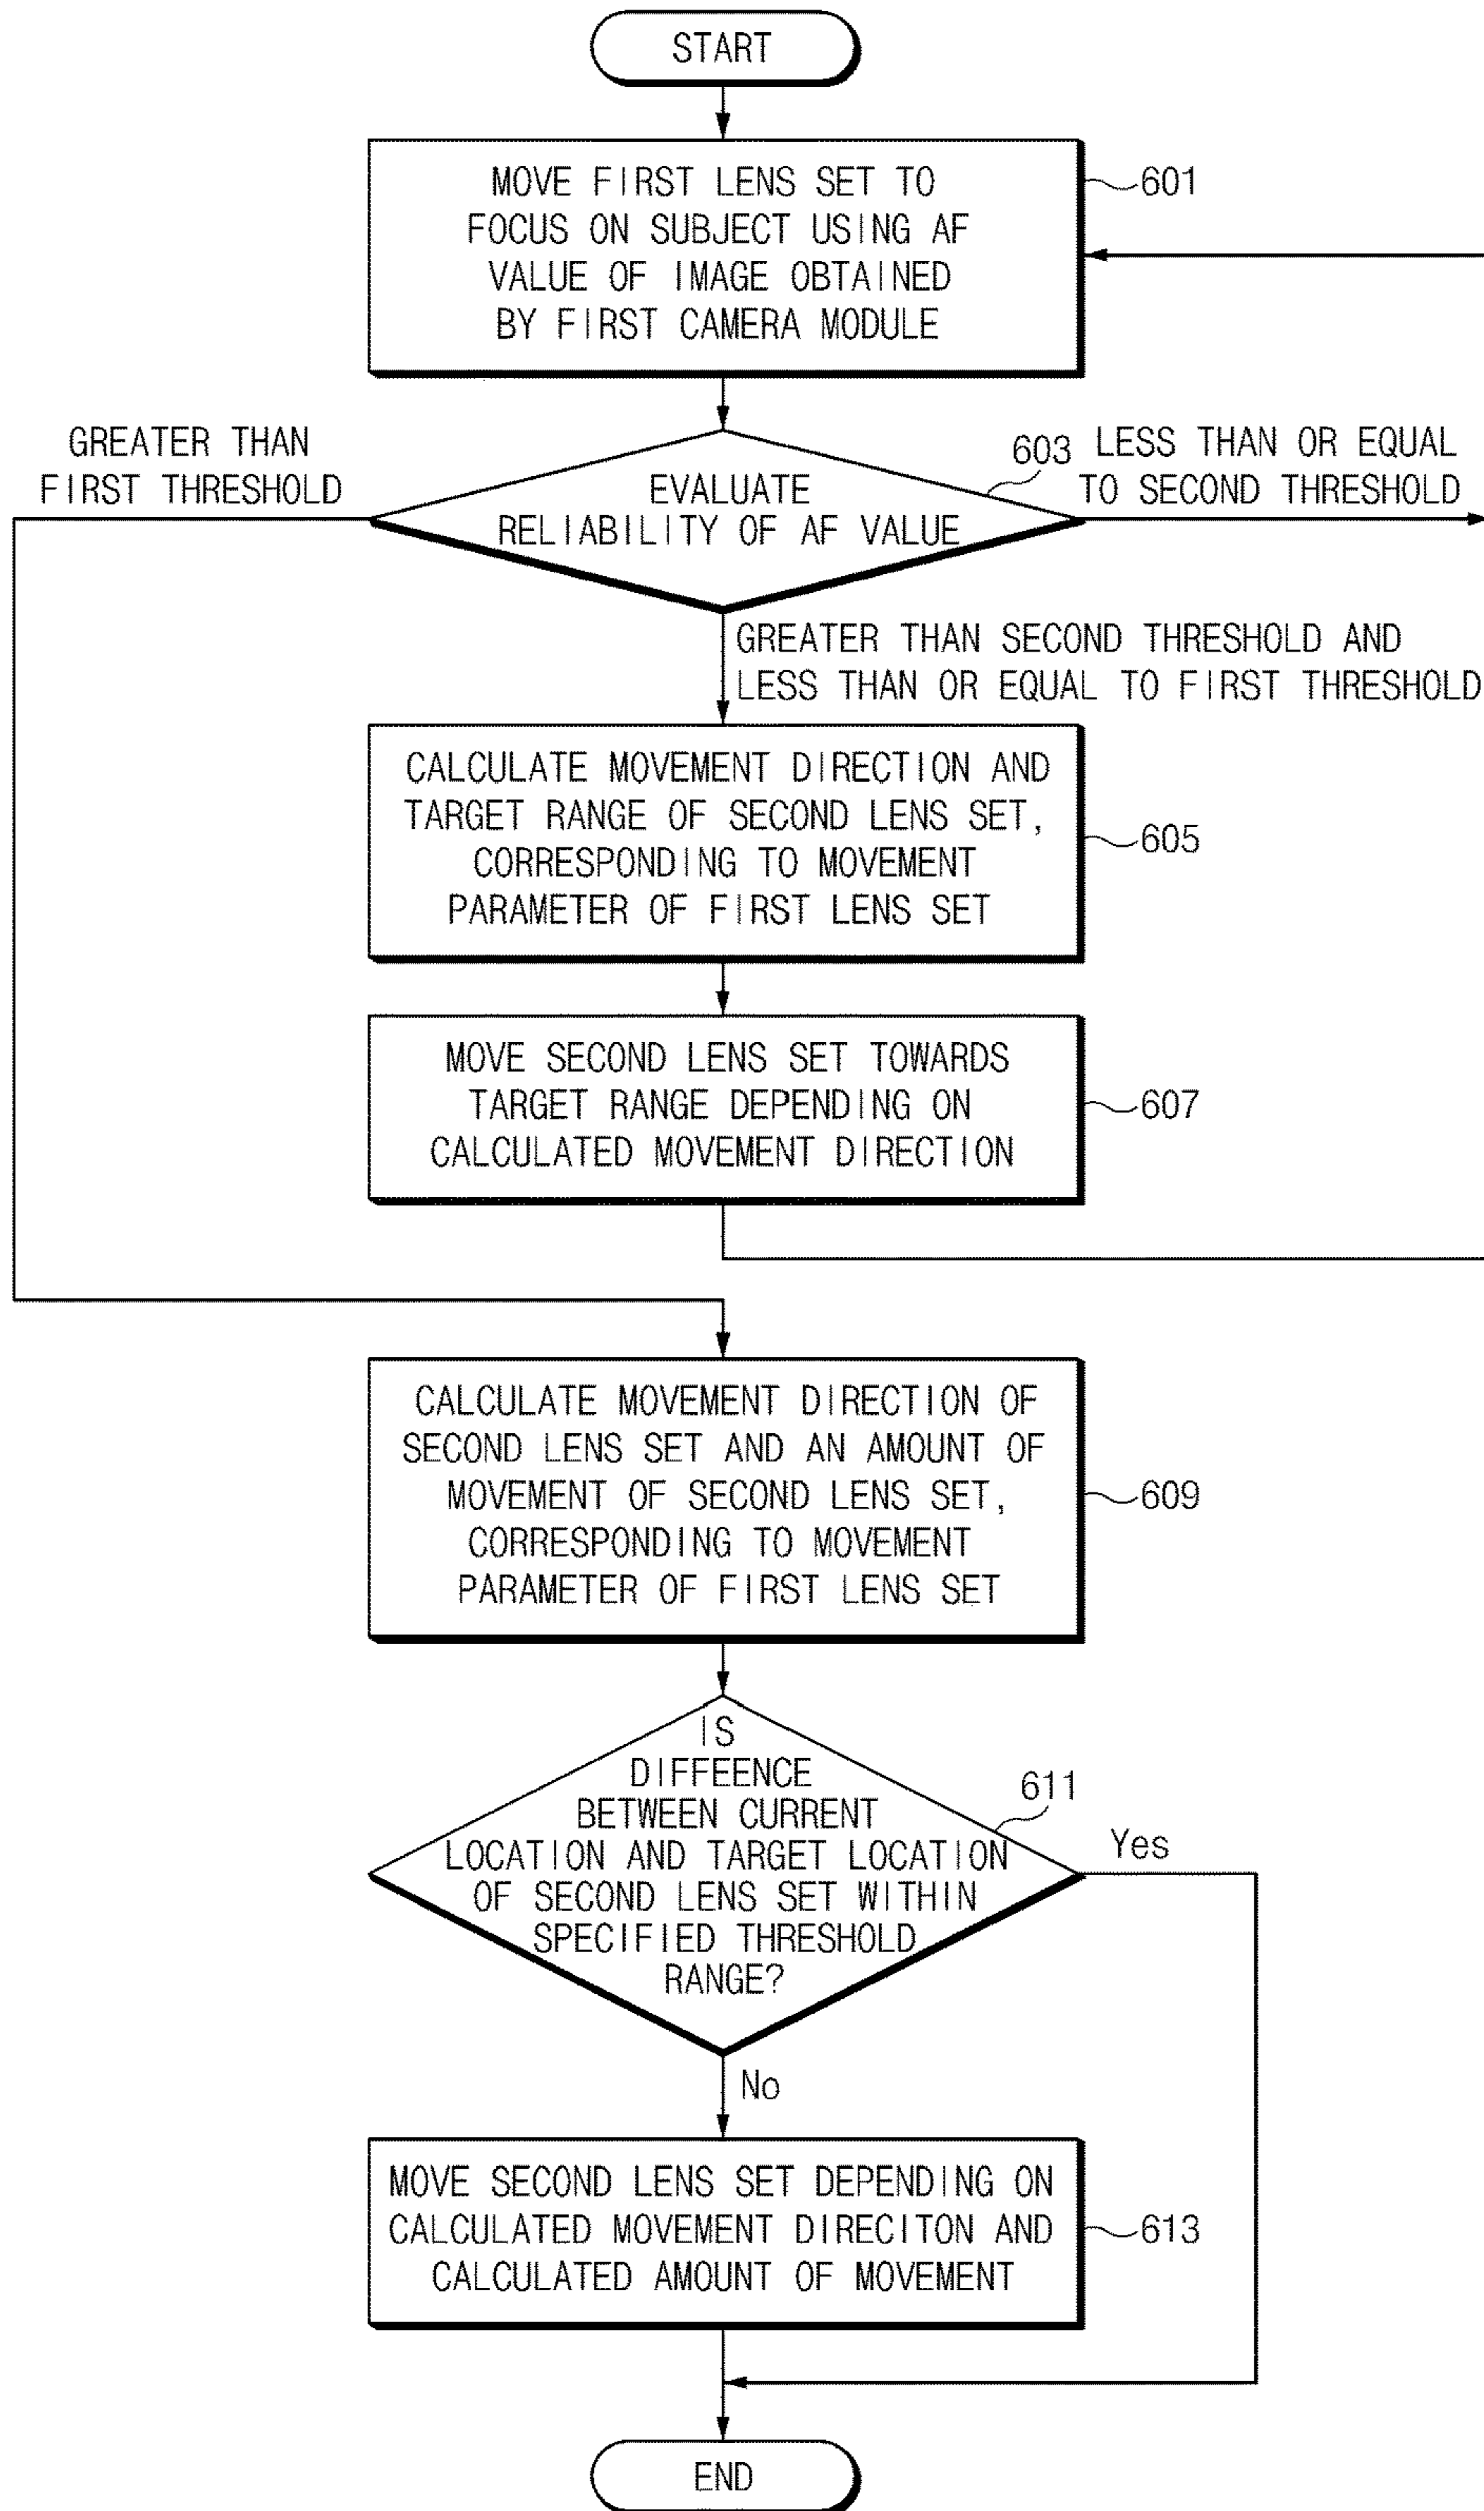 START
MOVE FIRST LENS SET TO
FOCUS ON SUBJECT USING AF
VALUE OF IMAGE OBTAINED
BY FIRST CAMERA MODULE
601
GREATER THAN
FIRST THRESHOLD
EVALUATE
RELIABILITY OF AF VALUE
603
LESS THAN OR EQUAL
TO SECOND THRESHOLD
GREATER THAN SECOND THRESHOLD AND
LESS THAN OR EQUAL TO FIRST THRESHOLD
CALCULATE MOVEMENT DIRECTION AND
TARGET RANGE OF SECOND LENS SET,
CORRESPONDING TO MOVEMENT
PARAMETER OF FIRST LENS SET
605
MOVE SECOND LENS SET TOWARDS
TARGET RANGE DEPENDING ON
CALCULATED MOVEMENT DIRECTION
607
CALCULATE MOVEMENT DIRECTION OF
SECOND LENS SET AND AN AMOUNT OF
MOVEMENT OF SECOND LENS SET,
CORRESPONDING TO MOVEMENT
PARAMETER OF FIRST LENS SET
609
IS
DIFFEENCE
BETWEEN CURRENT
LOCATION AND TARGET LOCATION
OF SECOND LENS SET WITHIN
SPECIFIED THRESHOLD
RANGE?
611
Yes
No
MOVE SECOND LENS SET DEPENDING ON
CALCULATED MOVEMENT DIRECITON AND
CALCULATED AMOUNT OF MOVEMENT
613
END